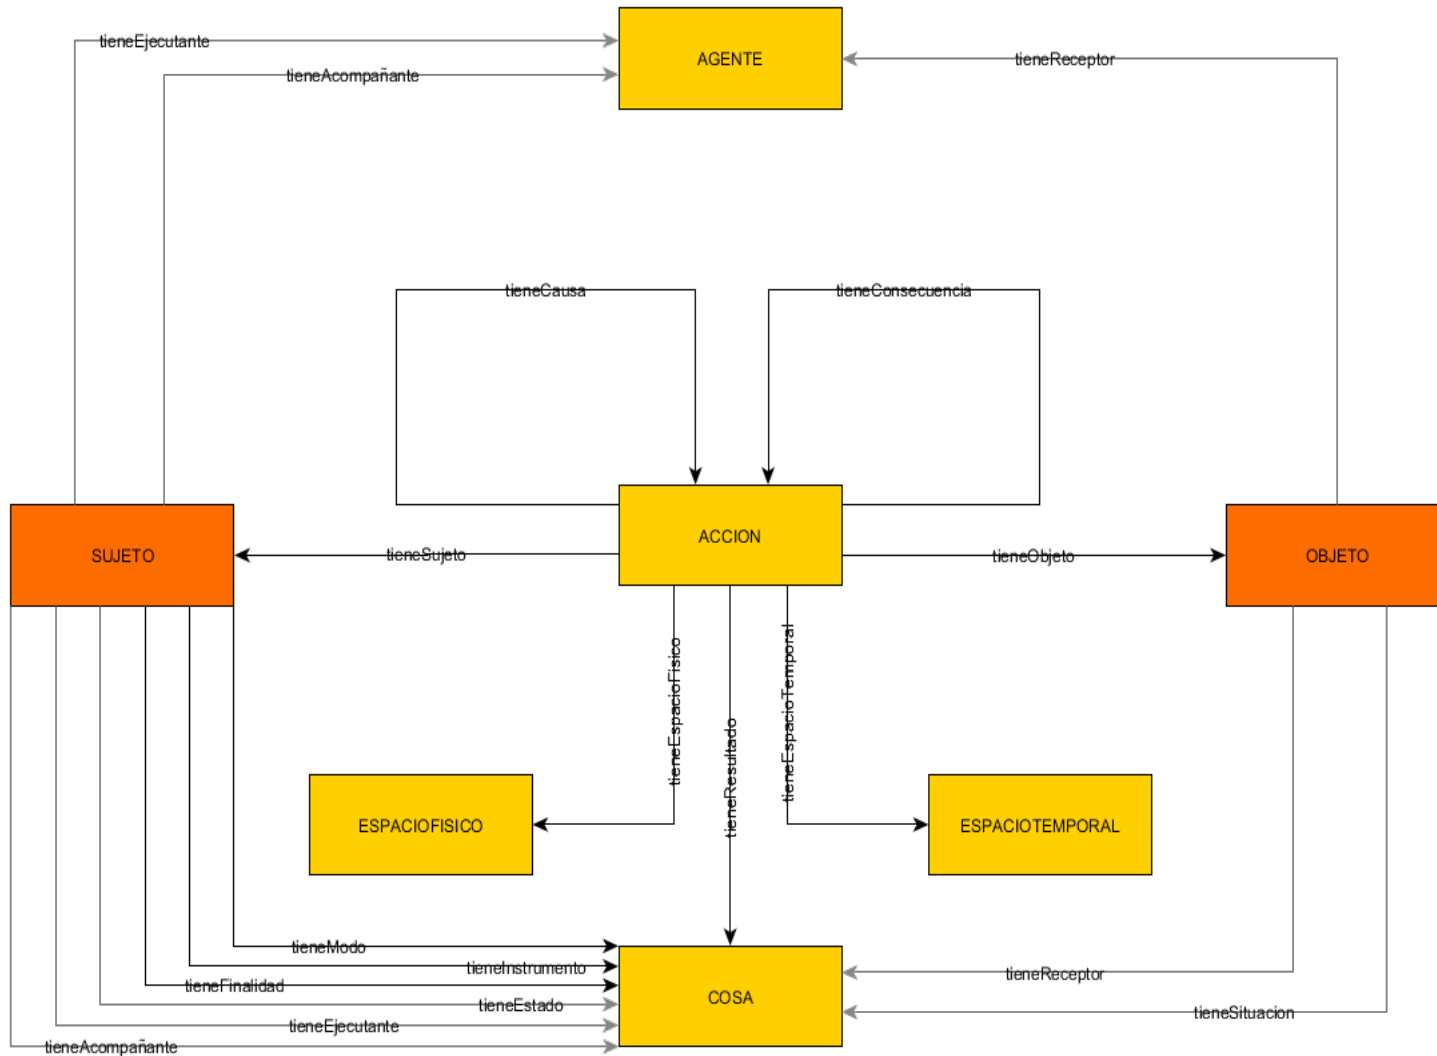 tieneEjecutante
AGENTE
tieneReceptor
tieneAcompañante
tieneCausa
tieneConsecuencia
ACCION
SUJETO
tieneSujeto
tieneObjeto
OBJETO
tieneEspacioFisico
tieneResultado
tieneEspacioTemporal
ESPACIOFISICO
ESPACIOTEMPORAL
tieneModo
tieneInstrumento
tieneFinalidad
tieneEstado
tieneEjecutante
tieneAcompañante
COSA
tieneReceptor
tieneSituacion